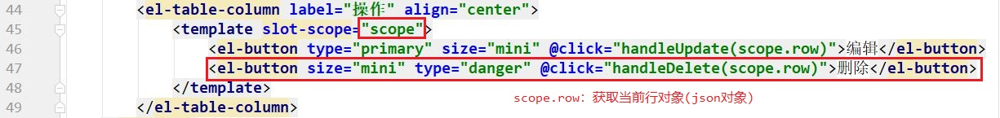 44 <el-table-column label="操作" align="center">
45 <template slot-scope="scope">
46 <el-button type="primary" size="mini" @click="handleUpdate(scope.row)">编辑</el-button>
47 <el-button size="mini" type="danger" @click="handleDelete(scope.row)">删除</el-button>
48 </template>
scope.row：获取当前行对象(json对象)
49 </el-table-column>